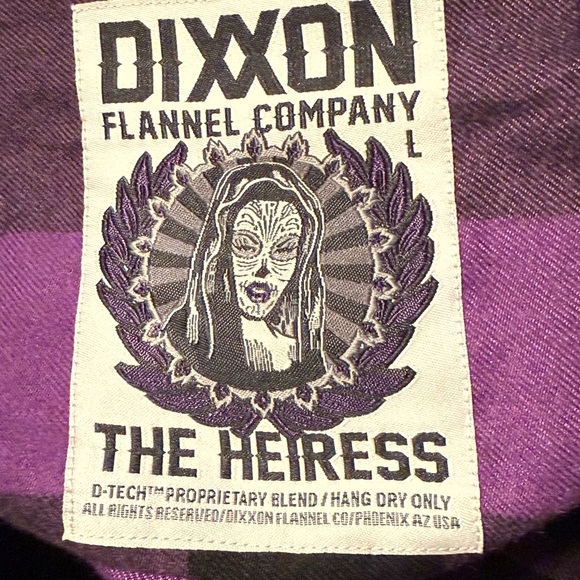 DIXXON
FLANNEL COMPANY
L
THE HEIRESS
D-TECH™ PROPRIETARY BLEND / HANG DRY ONLY
ALL RIGHTS RESERVED/DIXXON FLANNEL CO/PHOENIX AZ USA